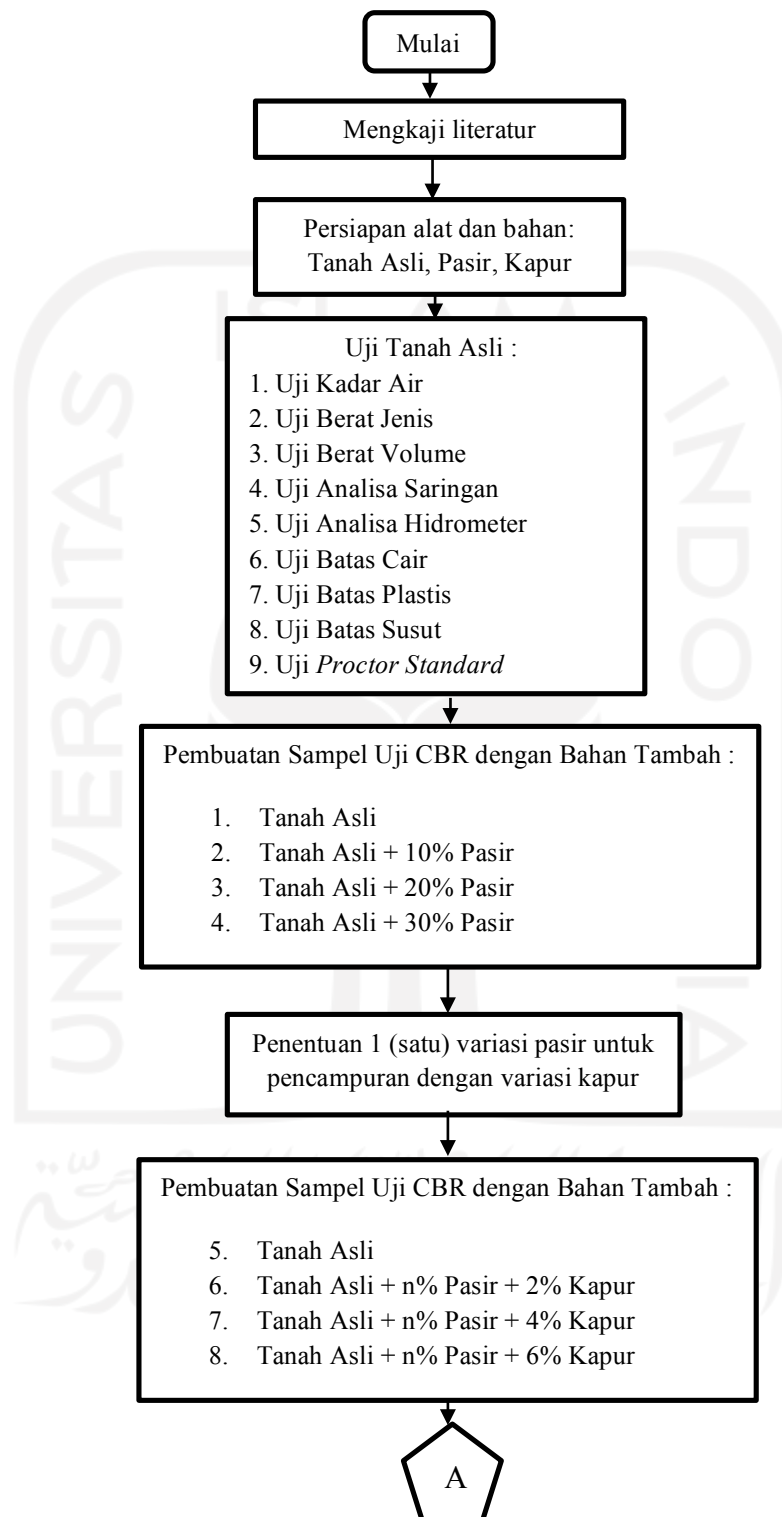 Mulai
Mengkaji literatur
Persiapan alat dan bahan:
Tanah Asli, Pasir, Kapur
Uji Tanah Asli :
1. Uji Kadar Air
2. Uji Berat Jenis
3. Uji Berat Volume
4. Uji Analisa Saringan
5. Uji Analisa Hidrometer
6. Uji Batas Cair
7. Uji Batas Plastis
8. Uji Batas Susut
9. Uji Proctor Standard
Pembuatan Sampel Uji CBR dengan Bahan Tambah :
1. Tanah Asli
2. Tanah Asli + 10% Pasir
3. Tanah Asli + 20% Pasir
4. Tanah Asli + 30% Pasir
Penentuan 1 (satu) variasi pasir untuk
pencampuran dengan variasi kapur
Pembuatan Sampel Uji CBR dengan Bahan Tambah :
5. Tanah Asli
6. Tanah Asli + n% Pasir + 2% Kapur
7. Tanah Asli + n% Pasir + 4% Kapur
8. Tanah Asli + n% Pasir + 6% Kapur
A
UNIVERSITAS